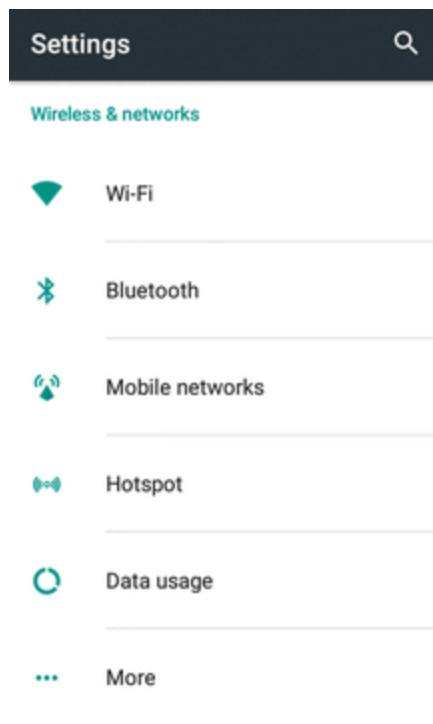 Settings
Wireless & networks
Wi-Fi
Bluetooth
Mobile networks
Hotspot
Data usage
More